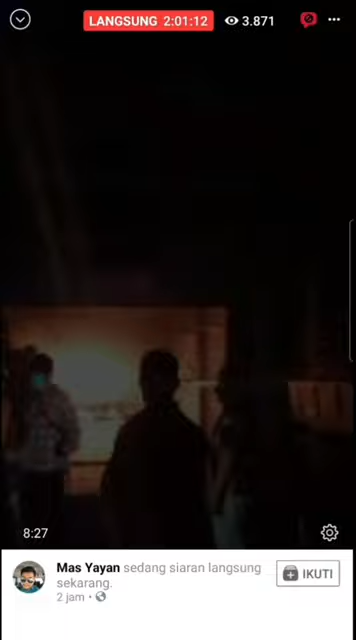 LANGSUNG 2:01:12 3.871
8:27
Mas Yayan sedang siaran langsung
sekarang.
IKUTI
2 jam